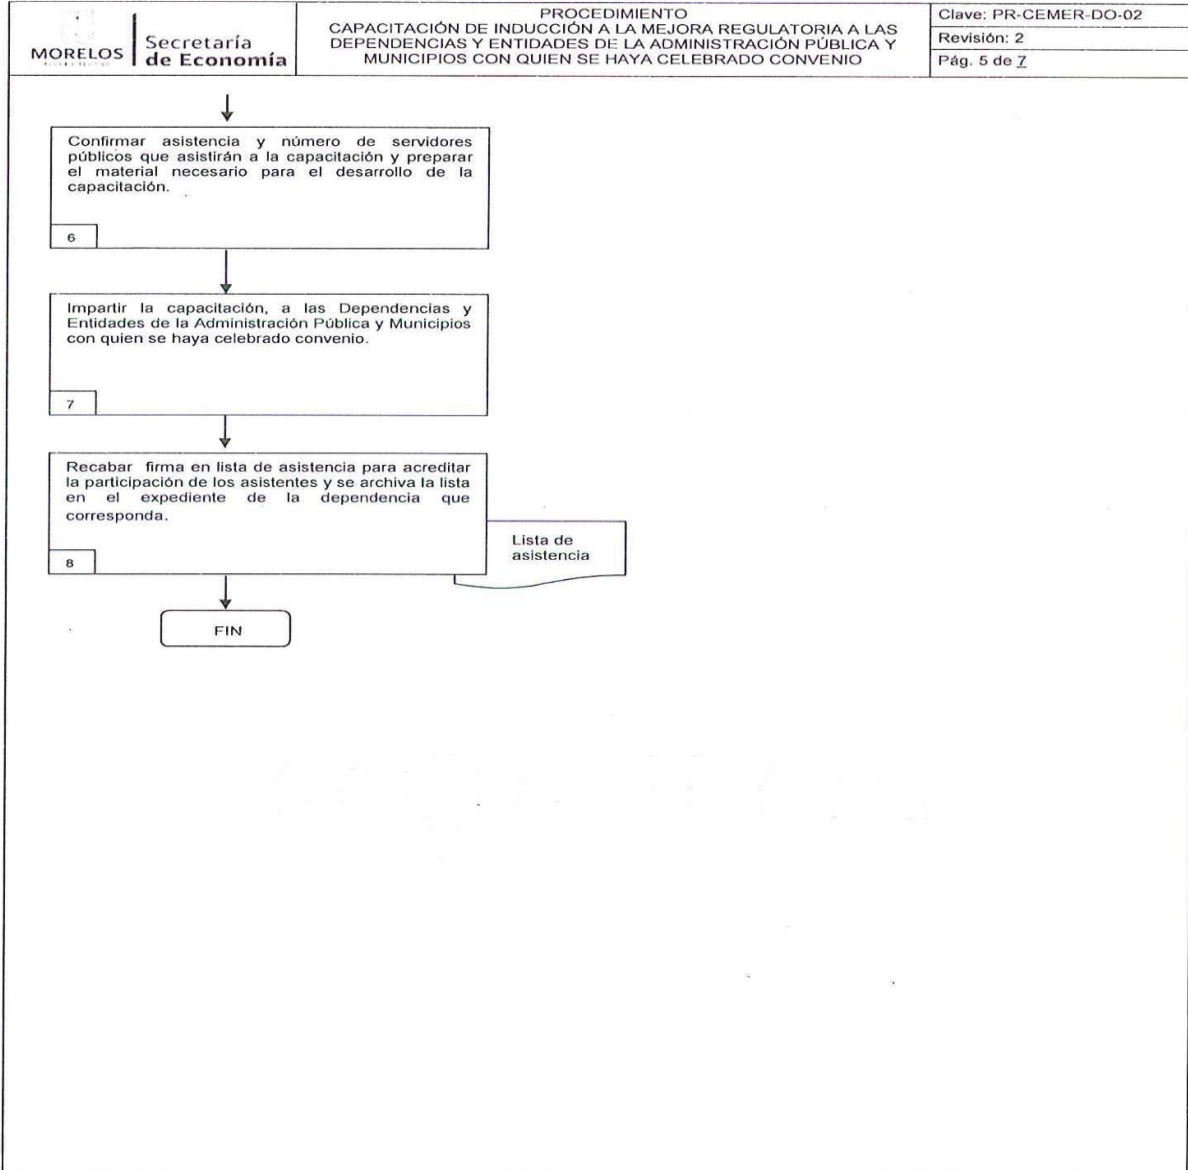 MORELOS
Secretaría
de Economía
PROCEDIMIENTO
CAPACITACIÓN DE INDUCCIÓN A LA MEJORA REGULATORIA A LAS
DEPENDENCIAS Y ENTIDADES DE LA ADMINISTRACIÓN PÚBLICA Y
MUNICIPIOS CON QUIEN SE HAYA CELEBRADO CONVENIO
Clave: PR-CEMER-DO-02
Revisión: 2
Pág. 5 de 7
Confirmar asistencia y número de servidores
públicos que asistirán a la capacitación y preparar
el material necesario para el desarrollo de la
capacitación.
6
Impartir la capacitación, a las Dependencias y
Entidades de la Administración Pública y Municipios
con quien se haya celebrado convenio.
7
Recabar firma en lista de asistencia para acreditar
la participación de los asistentes y se archiva la lista
en el expediente de la dependencia que
corresponda.
8
Lista de
asistencia
FIN